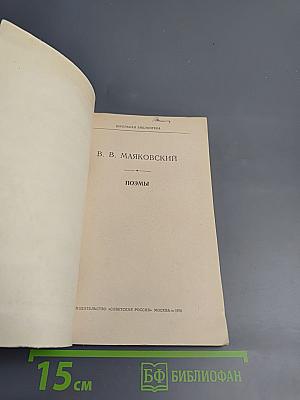 ШКОЛЬНАЯ БИБЛИОТЕКА
В. В. МАЯКОВСКИЙ
ПОЭМЫ
ИЗДАТЕЛЬСТВО «СОВЕТСКАЯ РОССИЯ» МОСКВА —
15 см
БФ БИБЛИОФАН